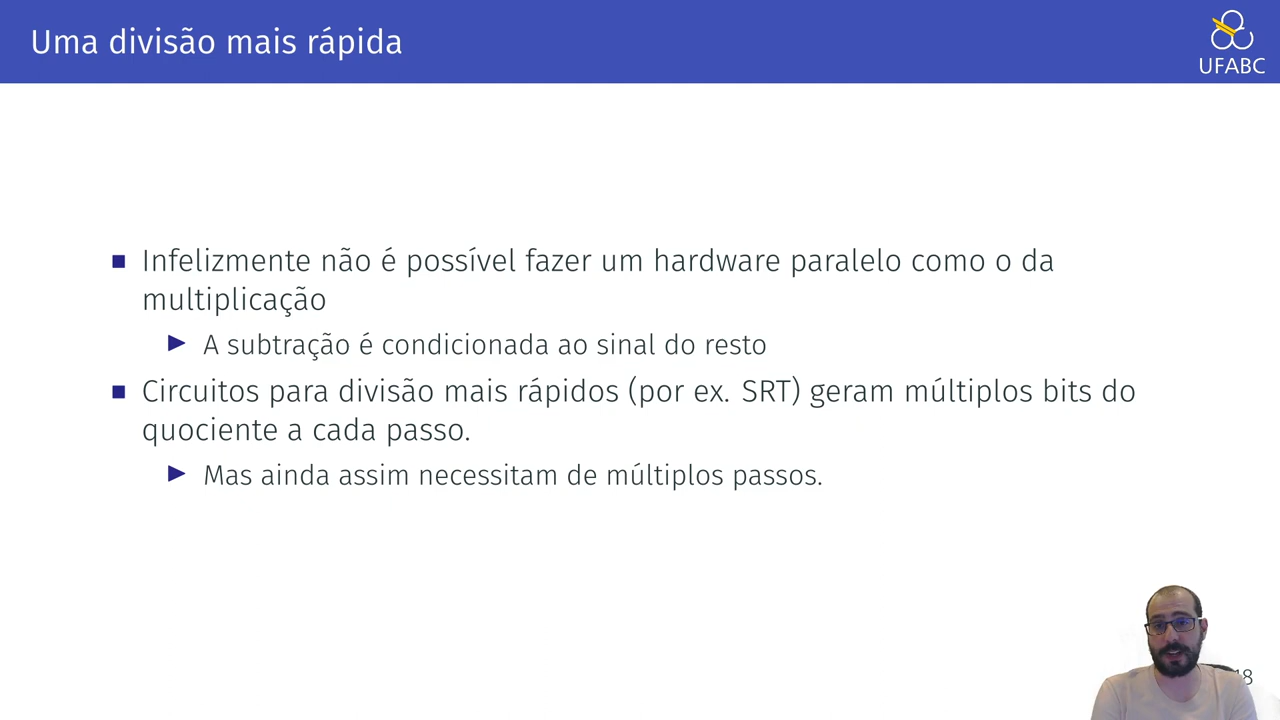 Uma divisão mais rápida
UFABC
Infelizmente não é possível fazer um hardware paralelo como o da
multiplicação
A subtração é condicionada ao sinal do resto
Circuitos para divisão mais rápidos (por ex. SRT) geram múltiplos bits do
quociente a cada passo.
Mas ainda assim necessitam de múltiplos passos.